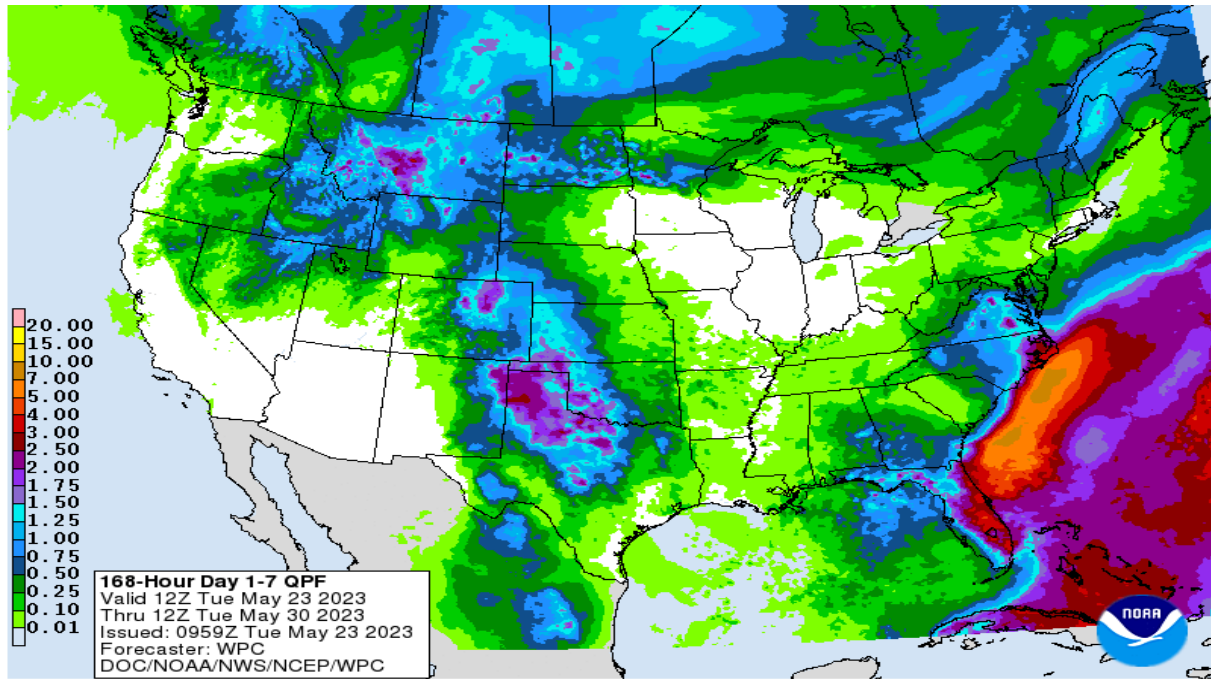 20.00
15.00
10.00
7.00
5.00
4.00
3.00
2.50
2.00
1.75
1.50
1.25
1.00
0.75
0.50
0.25
0.10
0.01
168-Hour Day 1-7 QPF
Valid 12Z Tue May 23 2023
Thru 12Z Tue May 30 2023
Issued: 0959Z Tue May 23 2023
Forecaster: WPC
DOC/NOAA/NWS/NCEP/WPC
NOAA